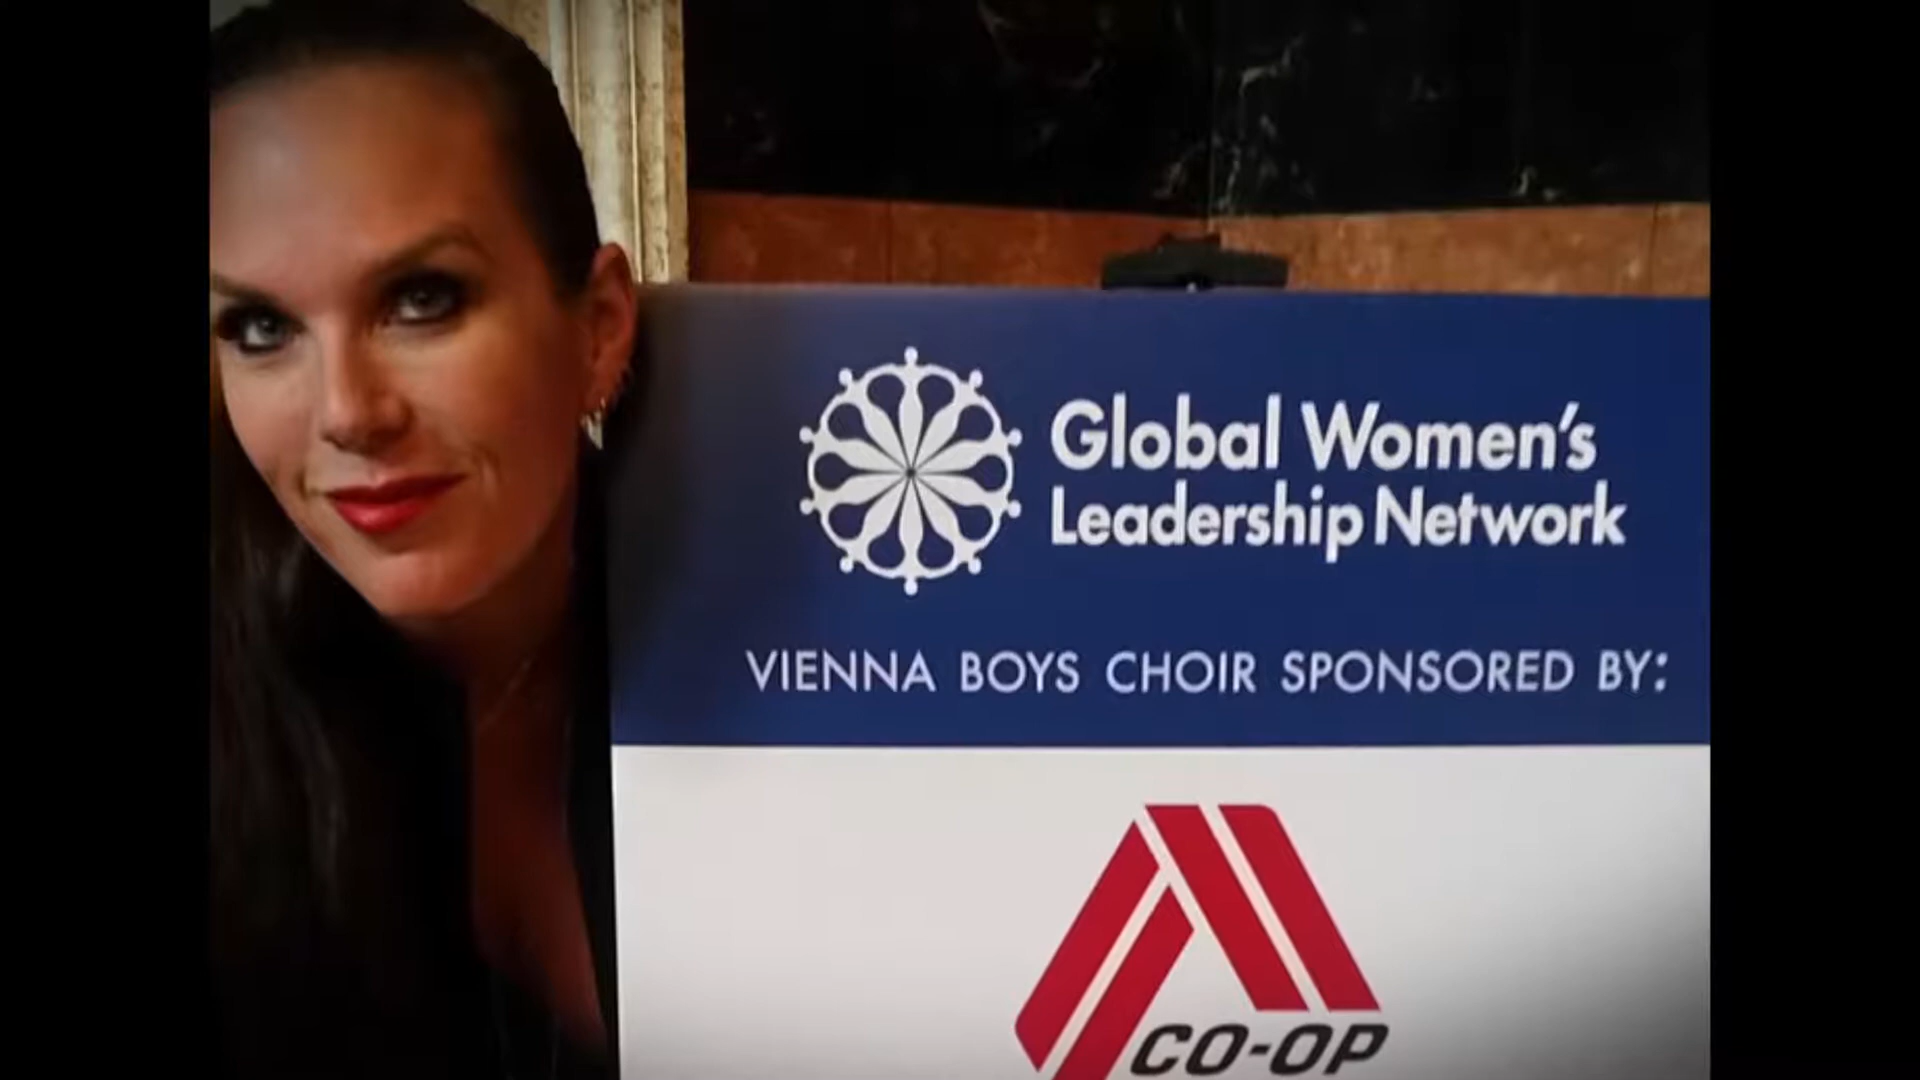 Global Women's
Leadership Network
VIENNA BOYS CHOIR SPONSORED BY:
CO-OP